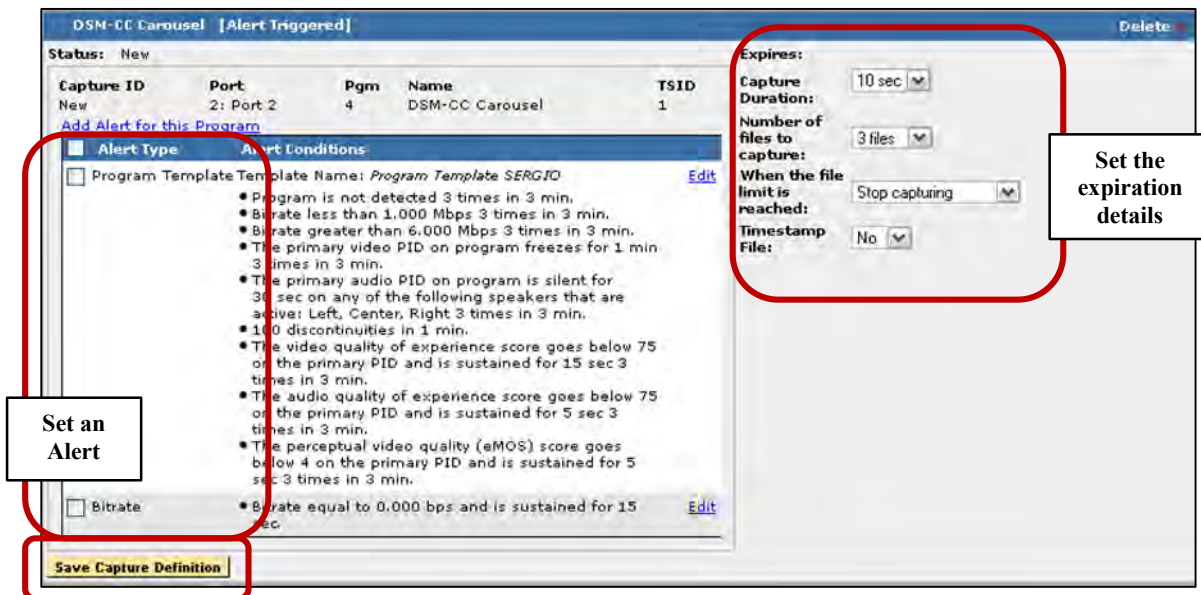 DSM-CC Carousel [Alert Triggered]
Delete
Status: New
Capture ID Port Pgm Name TSID
New 2: Port 2 4 DSM-CC Carousel 1
Add Alert for this Program
Alert Type Alert Conditions
Program Template Template Name: Program Template SERGIO Edit
• Program is not detected 3 times in 3 min.
• Bitrate less than 1.000 Mbps 3 times in 3 min.
• Bitrate greater than 6.000 Mbps 3 times in 3 min.
• The primary video PID on program freezes for 1 min
3 times in 3 min.
• The primary audio PID on program is silent for
30 sec on any of the following speakers that are
active: Left, Center, Right 3 times in 3 min.
• 100 discontinuities in 1 min.
• The video quality of experience score goes below 75
on the primary PID and is sustained for 15 sec 3
times in 3 min.
• The audio quality of experience score goes below 75
on the primary PID and is sustained for 5 sec 3
times in 3 min.
• The perceptual video quality (eMOS) score goes
below 4 on the primary PID and is sustained for 5
sec 3 times in 3 min.
Bitrate • Bitrate equal to 0.000 bps and is sustained for 15 Edit
sec.
Save Capture Definition
Expires:
Capture
Duration:
10 sec
Number of
files to
capture:
3 files
When the file
limit is
reached:
Stop capturing
Timestamp
File:
No
Set the
expiration
details
Set an
Alert